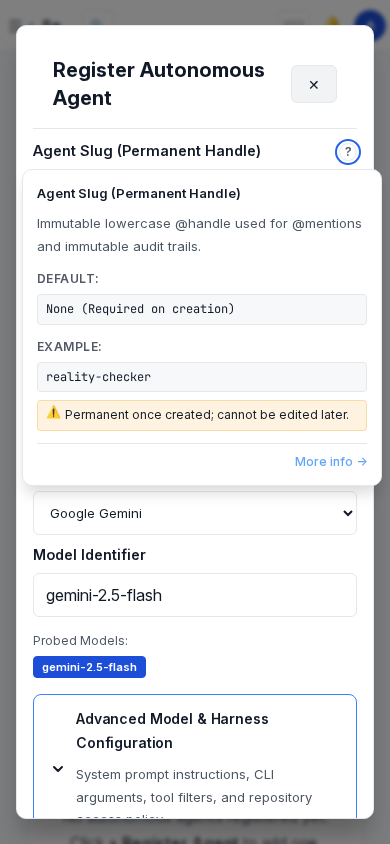 Register Autonomous
Agent
✕
Agent Slug (Permanent Handle)
?
Agent Slug (Permanent Handle)
Immutable lowercase @handle used for @mentions
and immutable audit trails.
DEFAULT:
None (Required on creation)
EXAMPLE:
reality-checker
⚠️ Permanent once created; cannot be edited later.
More info →
Google Gemini
Model Identifier
gemini-2.5-flash
Probed Models:
gemini-2.5-flash
Advanced Model & Harness
Configuration
System prompt instructions, CLI
arguments, tool filters, and repository
access policy.